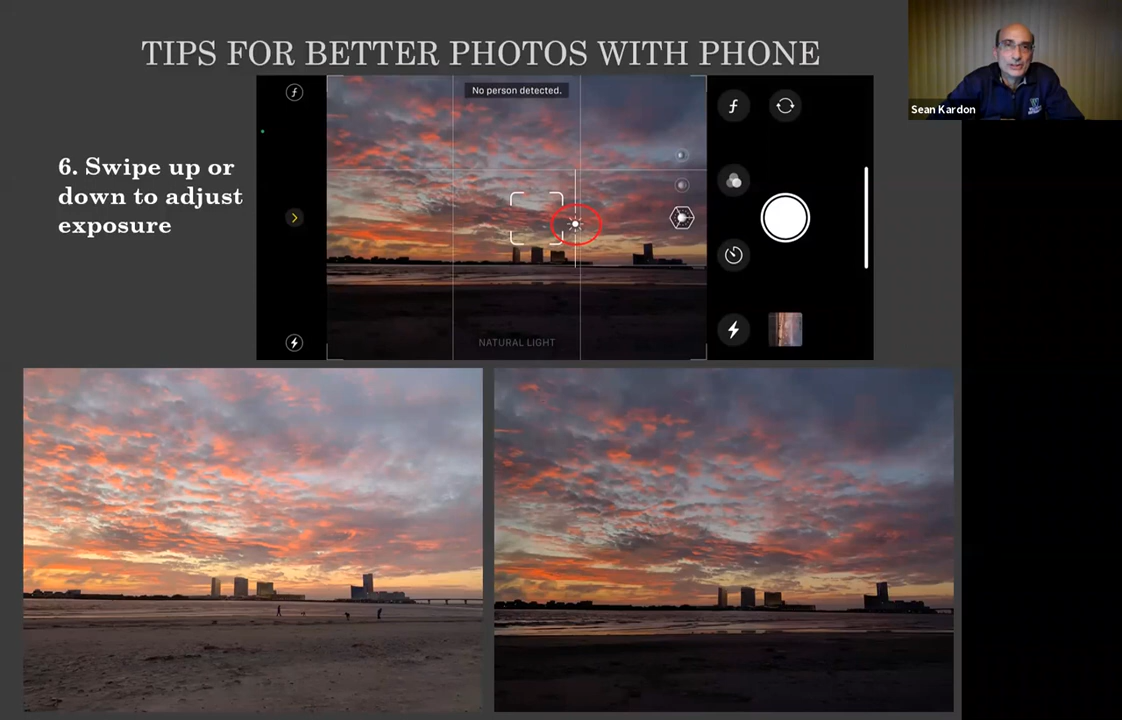 TIPS FOR BETTER PHOTOS WITH PHONE
Sean Kardon
6. Swipe up or
down to adjust
exposure
No person detected.
NATURAL LIGHT